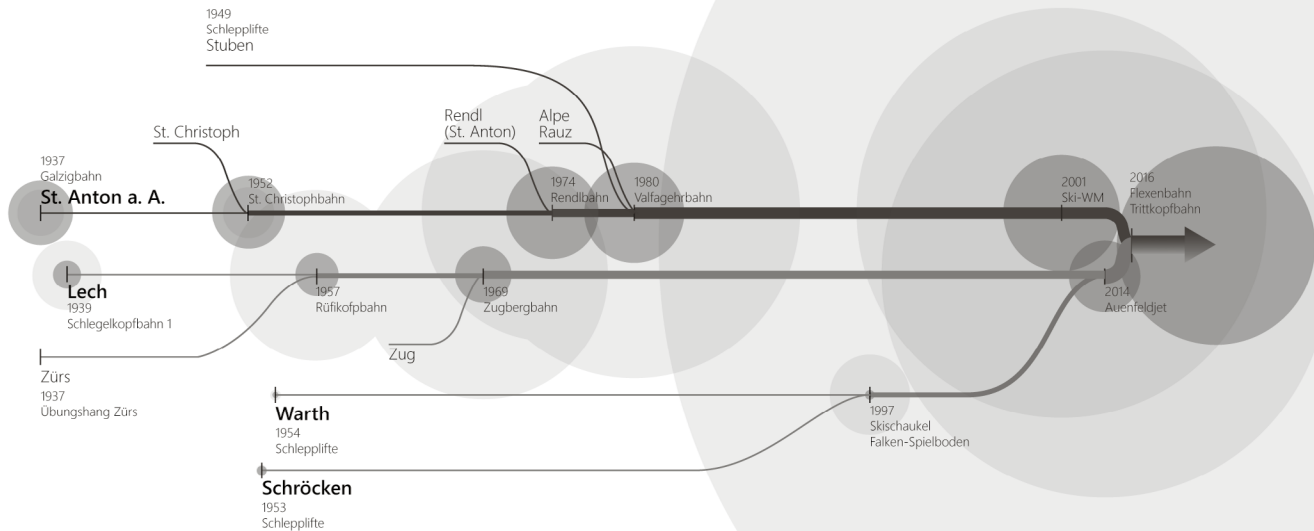 1949
Schlepplifte
Stuben
St. Christoph
Rendl
(St. Anton)
Alpe
Rauz
1937
Galzigbahn
St. Anton a. A.
1952
St. Christophbahn
1974
Rendlbahn
1980
Valfagehrbahn
2001
Ski-WM
2016
Flexenbahn
Trittkopfbahn
Lech
1939
Schlegelkopfbahn 1
1957
Rüfikofpbahn
1969
Zugbergbahn
2014
Auenfeldjet
Zug
Zürs
1937
Übungshang Zürs
Warth
1954
Schlepplifte
1997
Skischaukel
Falken-Spielboden
Schröcken
1953
Schlepplifte